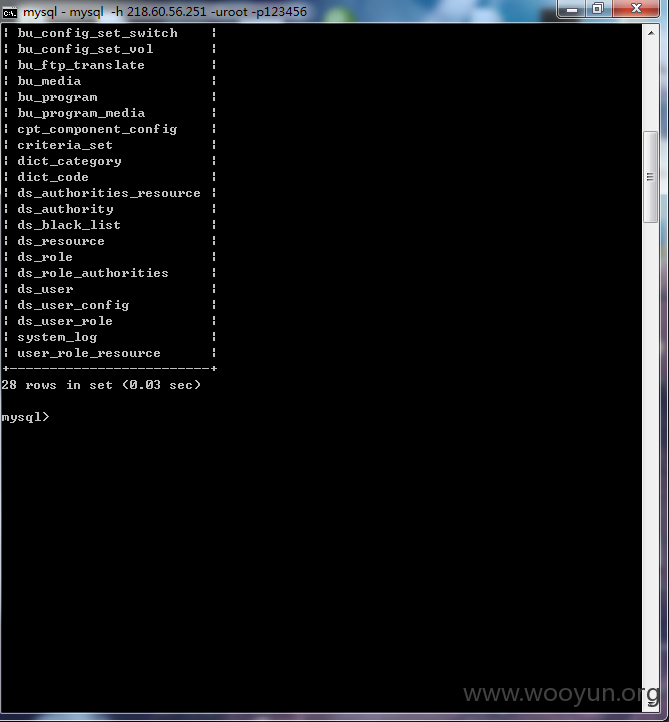 mysql - mysql -h 218.60.56.251 -uroot -p123456
| bu_config_set_switch |
| bu_config_set_vol |
| bu_ftp_translate |
| bu_media |
| bu_program |
| bu_program_media |
| cpt_component_config |
| criteria_set |
| dict_category |
| dict_code |
| ds_authorities_resource |
| ds_authority |
| ds_black_list |
| ds_resource |
| ds_role |
| ds_role_authorities |
| ds_user |
| ds_user_config |
| ds_user_role |
| system_log |
| user_role_resource |
+-------------------------+
28 rows in set (0.03 sec)
mysql>
www.wooyun.org